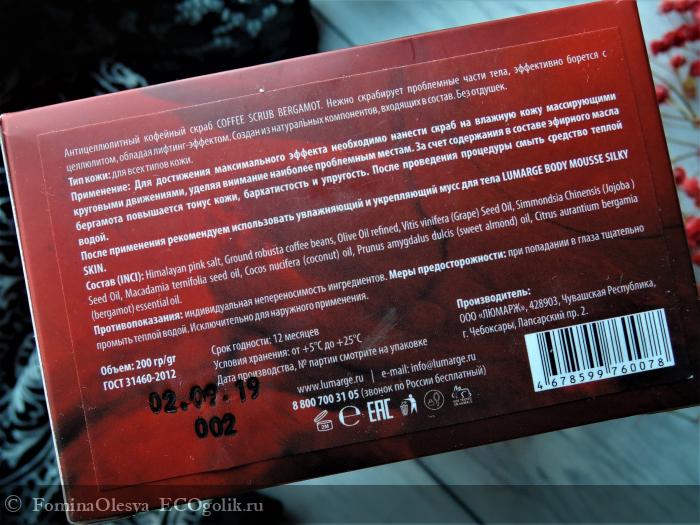 Антицеллюлитный кофейный скраб COFFEE SCRUB BERGAMOT. Нежно скрабирует проблемные части тела, эффективно борется с
целлюлитом, обладая лифтинг-эффектом. Создан из натуральных компонентов, входящих в состав. Без отдушек.
Тип кожи: для всех типов кожи.
Применение: Для достижения максимального эффекта необходимо нанести скраб на влажную кожу массирующими
круговыми движениями, уделяя внимание наиболее проблемным местам. За счет содержания в составе эфирного масла
бергамота повышается тонус кожи, бархатистость и упругость. После проведения процедуры смыть средство теплой
водой.
После применения рекомендуем использовать увлажняющий и укрепляющий мусс для тела LUMARGE BODY MOUSSE SILKY
SKIN.
Состав (INCI): Himalayan pink salt, Ground robusta coffee beans, Olive Oil refined, Vitis vinifera (Grape) Seed Oil, Simmondsia Chinensis (Jojoba )
Seed Oil, Macadamia ternifolia seed oil, Cocos nucifera (coconut) oil, Prunus amygdalus dulcis (sweet almond) oil, Citrus aurantium bergamia
(bergamot) essential oil.
Противопоказания: индивидуальная непереносимость ингредиентов. Меры предосторожности: при попадании в глаза тщательно
промыть теплой водой. Исключительно для наружного применения.
Объем: 200 гр/gr
ГОСТ 31460-2012
02.09.19
002
Срок годности: 12 месяцев
Условия хранения: от +5°C до +25°C
Дата производства, № партии смотрите на упаковке
www.lumarge.ru | e-mail: info@lumarge.ru
8 800 700 31 05 (звонок по России бесплатный)
2M
EAC
Производитель:
ООО «ЛЮМАРЖ», 428903, Чувашская Республика,
г. Чебоксары, Лапсарский пр. 2.
4 678599 760078
© FominaOlesya ECOgolik.ru